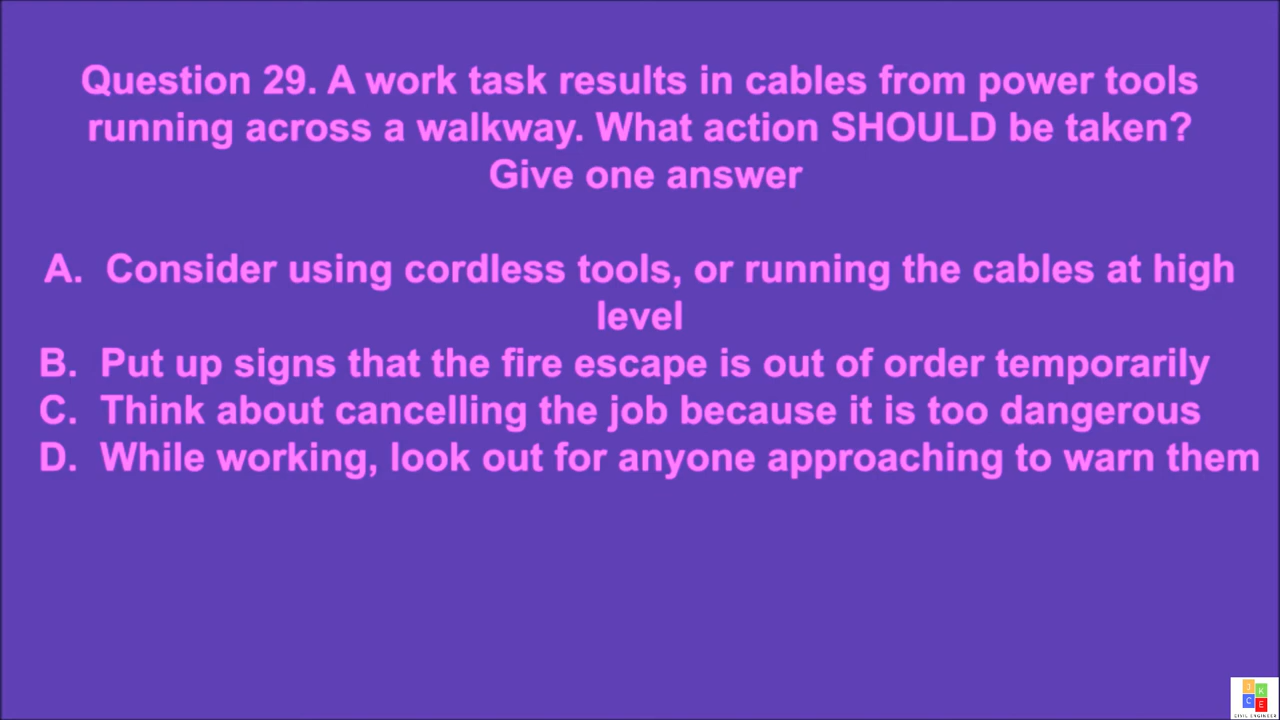 Question 29. A work task results in cables from power tools
running across a walkway. What action SHOULD be taken?
Give one answer
A. Consider using cordless tools, or running the cables at high
level
B. Put up signs that the fire escape is out of order temporarily
C. Think about cancelling the job because it is too dangerous
D. While working, look out for anyone approaching to warn them
J K
C E
CIVIL ENGINEER